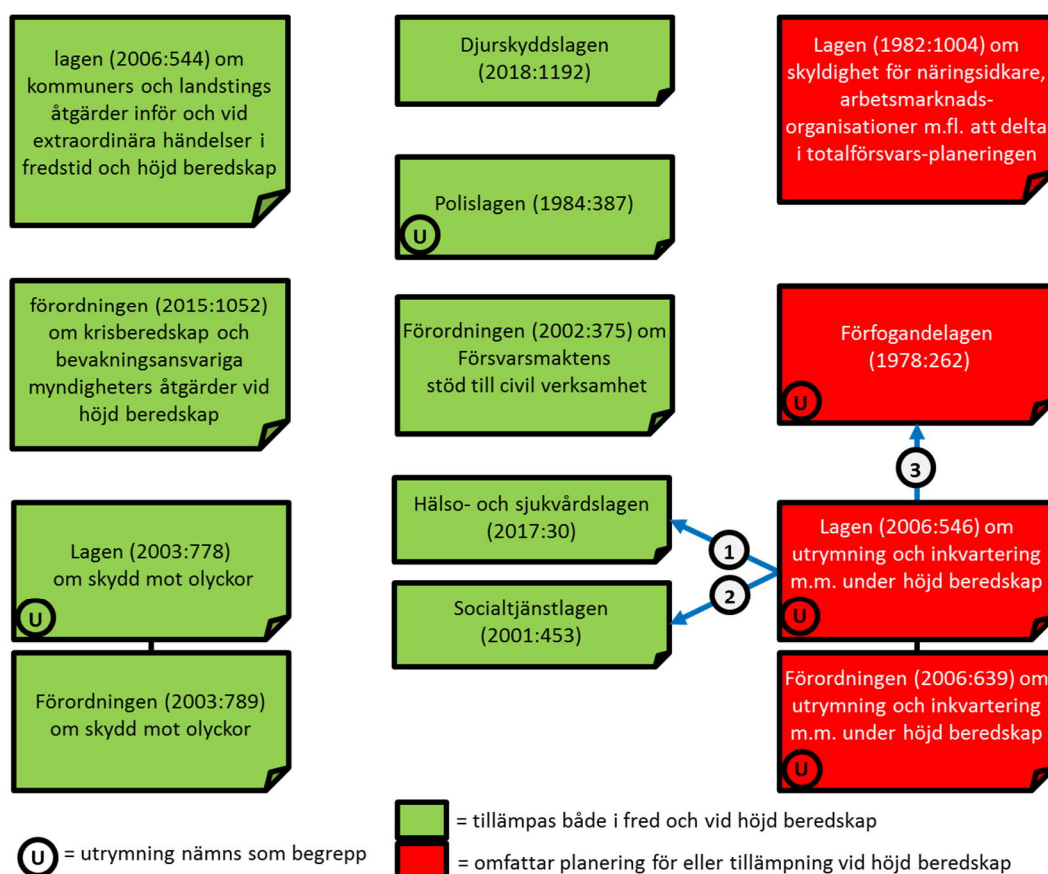 lagen (2006:544) om
kommuners och landstings
åtgärder inför och vid
extraordinära händelser i
fredstid och höjd beredskap
Djurskyddslagen
(2018:1192)
Lagen (1982:1004) om
skyldighet för näringsidkare,
arbetsmarknads-
organisationer m.fl. att delta
i totalförsvars-planeringen
Polislagen (1984:387)
U
förordningen (2015:1052)
om krisberedskap och
bevakningsansvariga
myndigheters åtgärder vid
höjd beredskap
Förordningen (2002:375) om
Försvarsmaktens
stöd till civil verksamhet
Förfogandelagen
(1978:262)
U
3
Lagen (2003:778)
om skydd mot olyckor
U
Hälso- och sjukvårdslagen
(2017:30)
1
2
Socialtjänstlagen
(2001:453)
Lagen (2006:546) om
utrymning och inkvartering
m.m. under höjd beredskap
U
Förordningen (2003:789)
om skydd mot olyckor
Förordningen (2006:639) om
utrymning och inkvartering
m.m. under höjd beredskap
U
U = utrymning nämns som begrepp
= tillämpas både i fred och vid höjd beredskap
= omfattar planering för eller tillämpning vid höjd beredskap